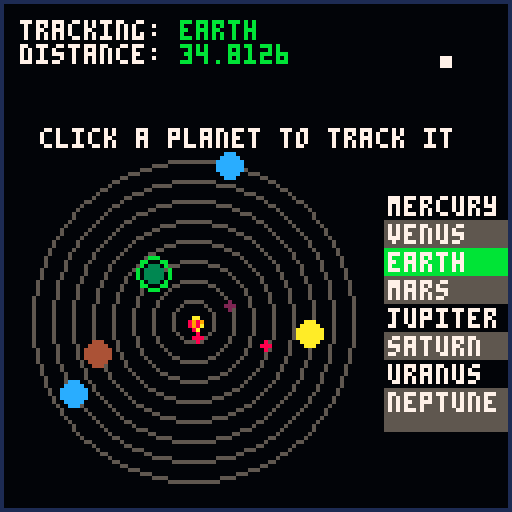 TRACKING: EARTH
DISTANCE: 34.8126
CLICK A PLANET TO TRACK IT
MERCURY
VENUS
EARTH
MARS
JUPITER
SATURN
URANUS
NEPTUNE